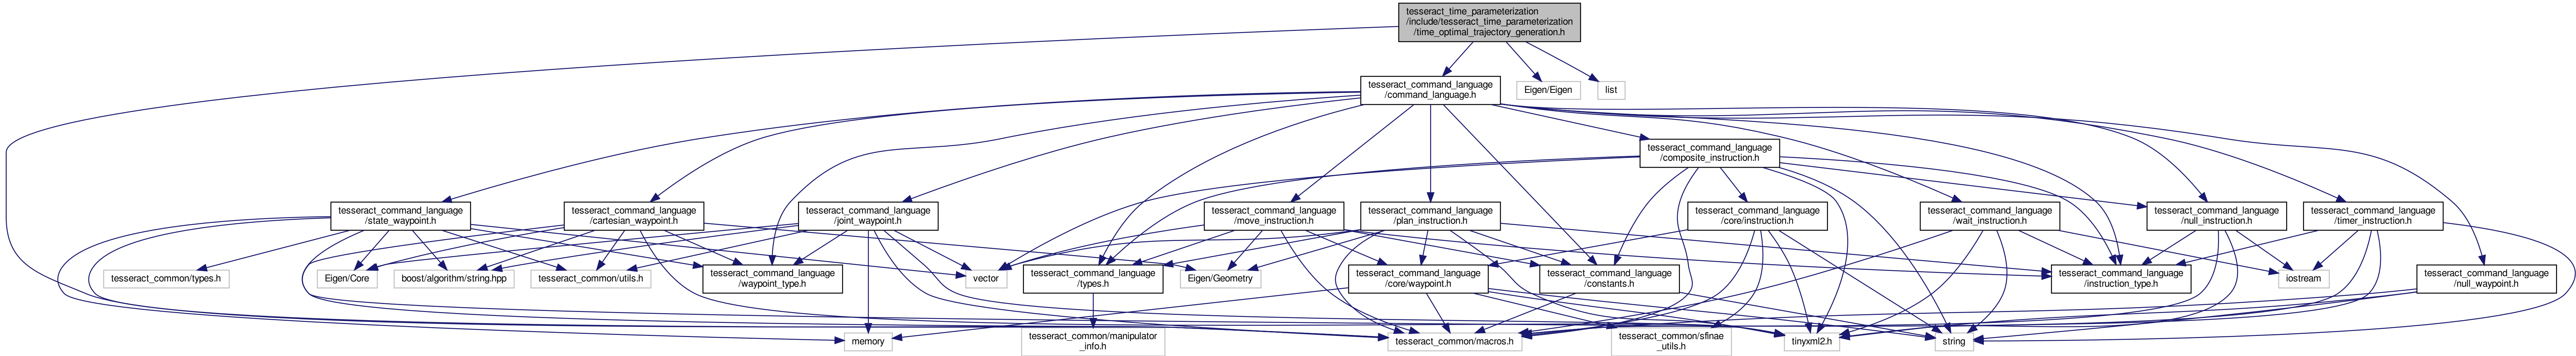 tesseract_time_parameterization
/include/tesseract_time_parameterization
/time_optimal_trajectory_generation.h
tesseract_command_language
/command_language.h
Eigen/Eigen
list
tesseract_command_language
/composite_instruction.h
tesseract_command_language
/state_waypoint.h
tesseract_command_language
/cartesian_waypoint.h
tesseract_command_language
/joint_waypoint.h
tesseract_command_language
/move_instruction.h
tesseract_command_language
/plan_instruction.h
tesseract_command_language
/core/instruction.h
tesseract_command_language
/wait_instruction.h
tesseract_command_language
/null_instruction.h
tesseract_command_language
/timer_instruction.h
tesseract_common/types.h
Eigen/Core
boost/algorithm/string.hpp
tesseract_common/utils.h
tesseract_command_language
/waypoint_type.h
vector
tesseract_command_language
/types.h
Eigen/Geometry
tesseract_command_language
/core/waypoint.h
tesseract_command_language
/constants.h
tesseract_command_language
/instruction_type.h
iostream
tesseract_command_language
/null_waypoint.h
memory
tesseract_common/manipulator
_info.h
tesseract_common/macros.h
tesseract_common/sfinae
_utils.h
tinyxml2.h
string